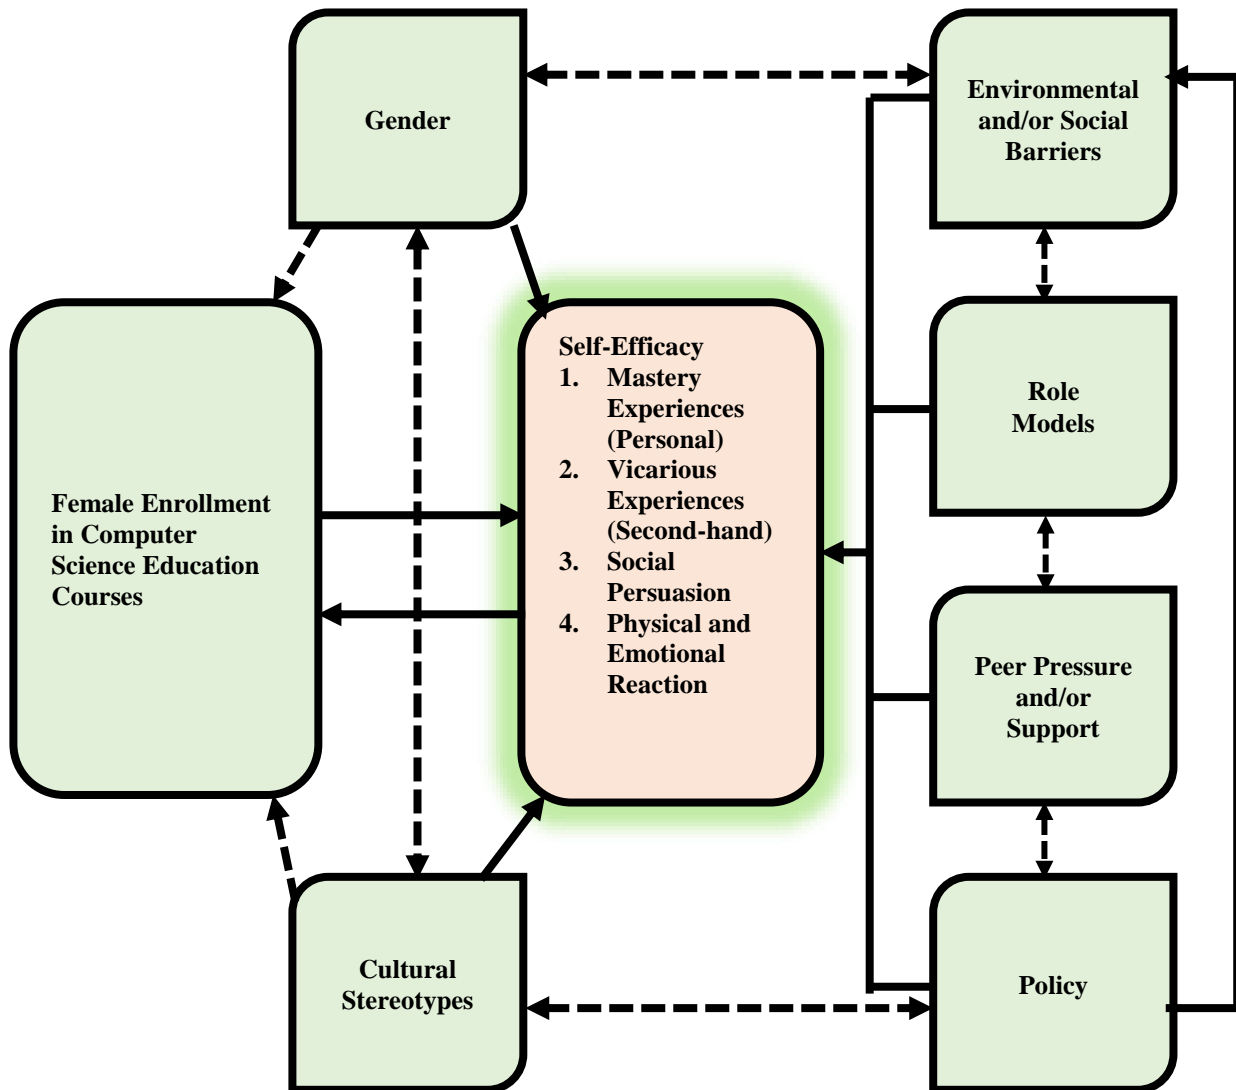 Gender
Environmental
and/or Social
Barriers
Female Enrollment
in Computer
Science Education
Courses
Self-Efficacy
1. Mastery
Experiences
(Personal)
2. Vicarious
Experiences
(Second-hand)
3. Social
Persuasion
4. Physical and
Emotional
Reaction
Role
Models
Peer Pressure
and/or
Support
Cultural
Stereotypes
Policy